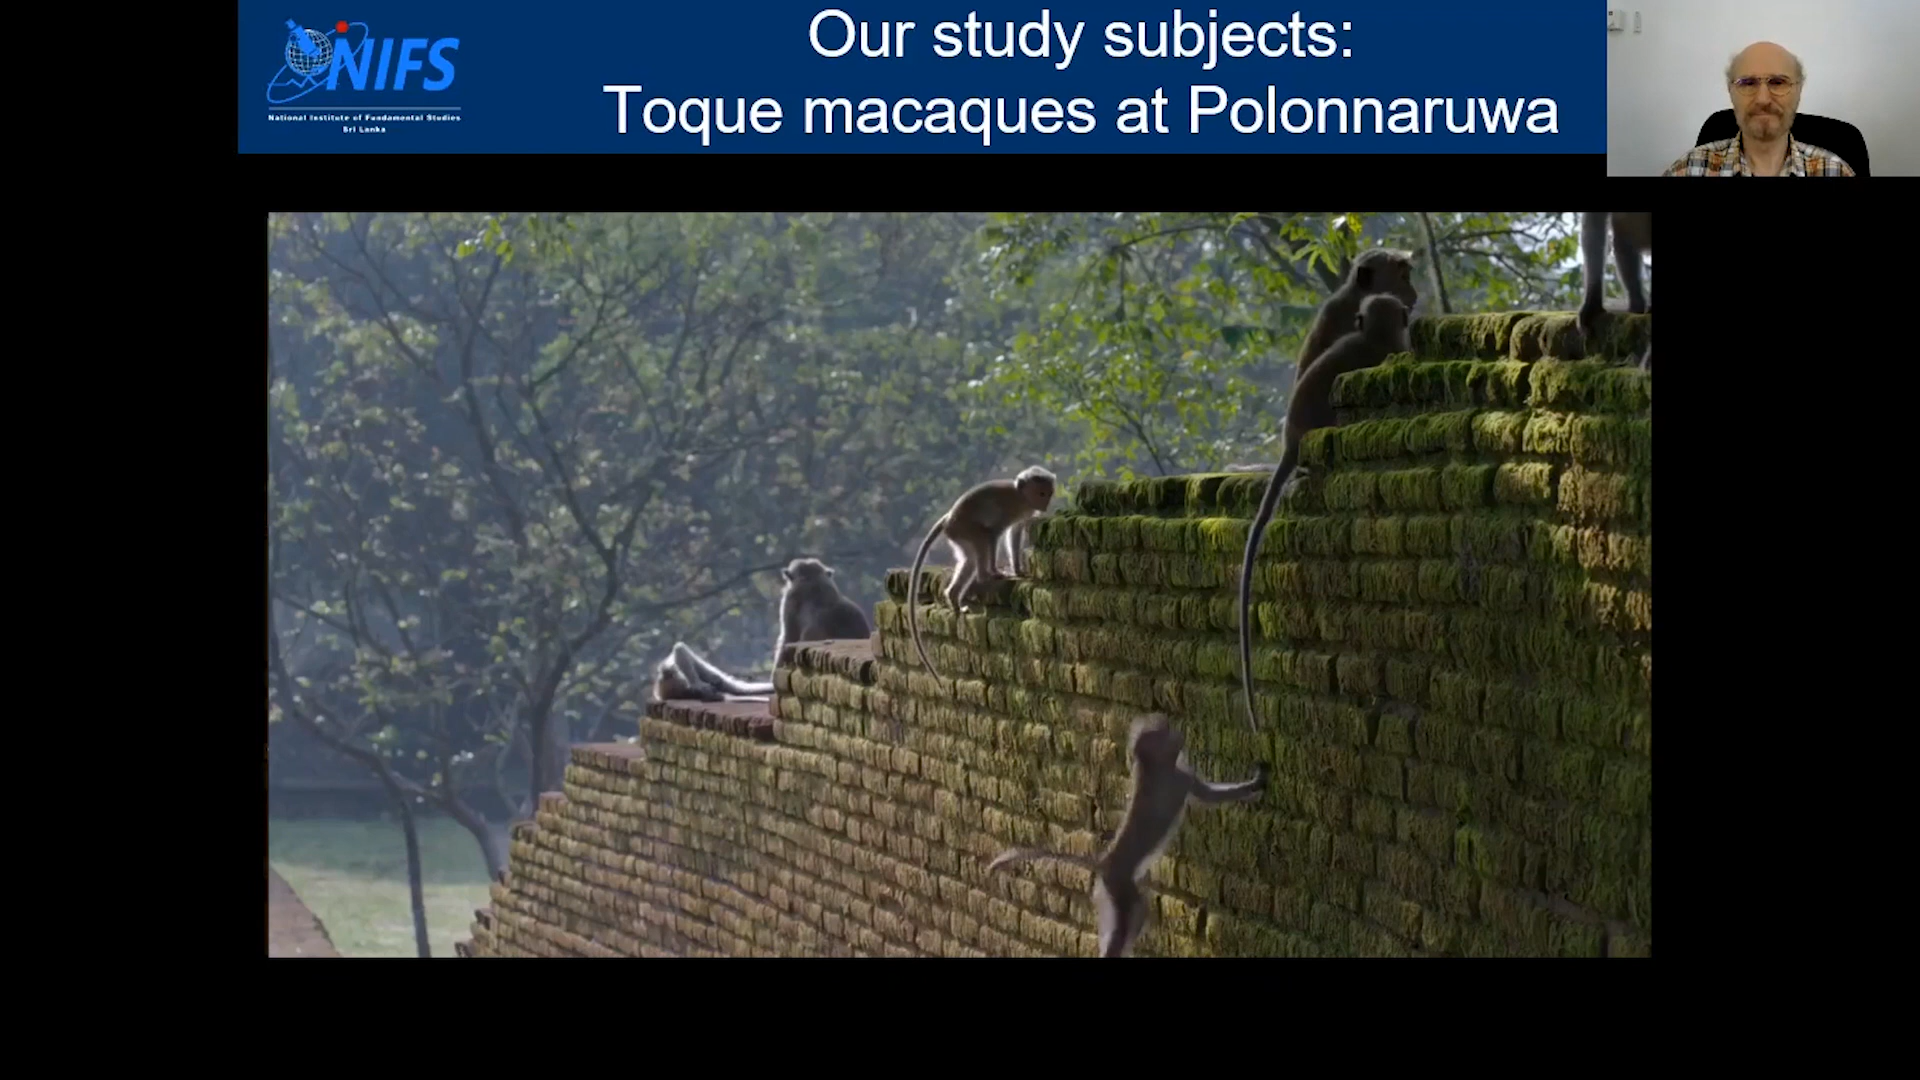 NIFS
National Institute of Fundamental Studies
Sri Lanka
Our study subjects:
Toque macaques at Polonnaruwa